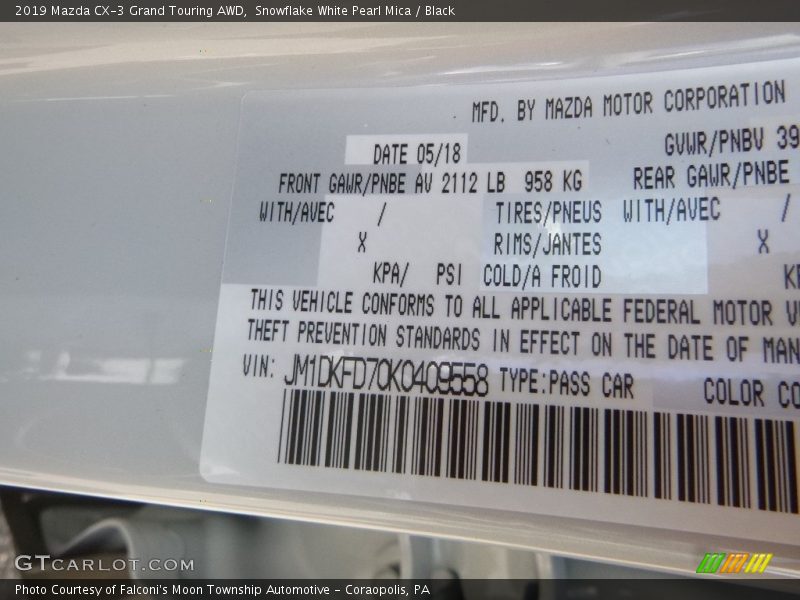 2019 Mazda CX-3 Grand Touring AWD,  Snowflake White Pearl Mica / Black
MFD. BY MAZDA MOTOR CORPORATION
DATE 05/18 GVWR/PNBV 39
FRONT GAWR/PNBE AV 2112 LB 958 KG REAR GAWR/PNBE
WITH/AVEC / TIRES/PNEUS WITH/AVEC /
X RIMS/JANTES X
KPA/ PSI COLD/A FROID KP
THIS VEHICLE CONFORMS TO ALL APPLICABLE FEDERAL MOTOR
THEFT PREVENTION STANDARDS IN EFFECT ON THE DATE OF MAN
VIN: JM1DKFD70K0409558 TYPE:PASS CAR COLOR CO
GTCARLOT.COM
Photo Courtesy of Falconi's Moon Township Automotive - Coraopolis, PA